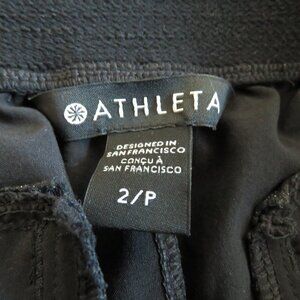 ATHLETA
DESIGNED IN
SAN FRANCISCO
CONÇU À
SAN FRANCISCO
2/P